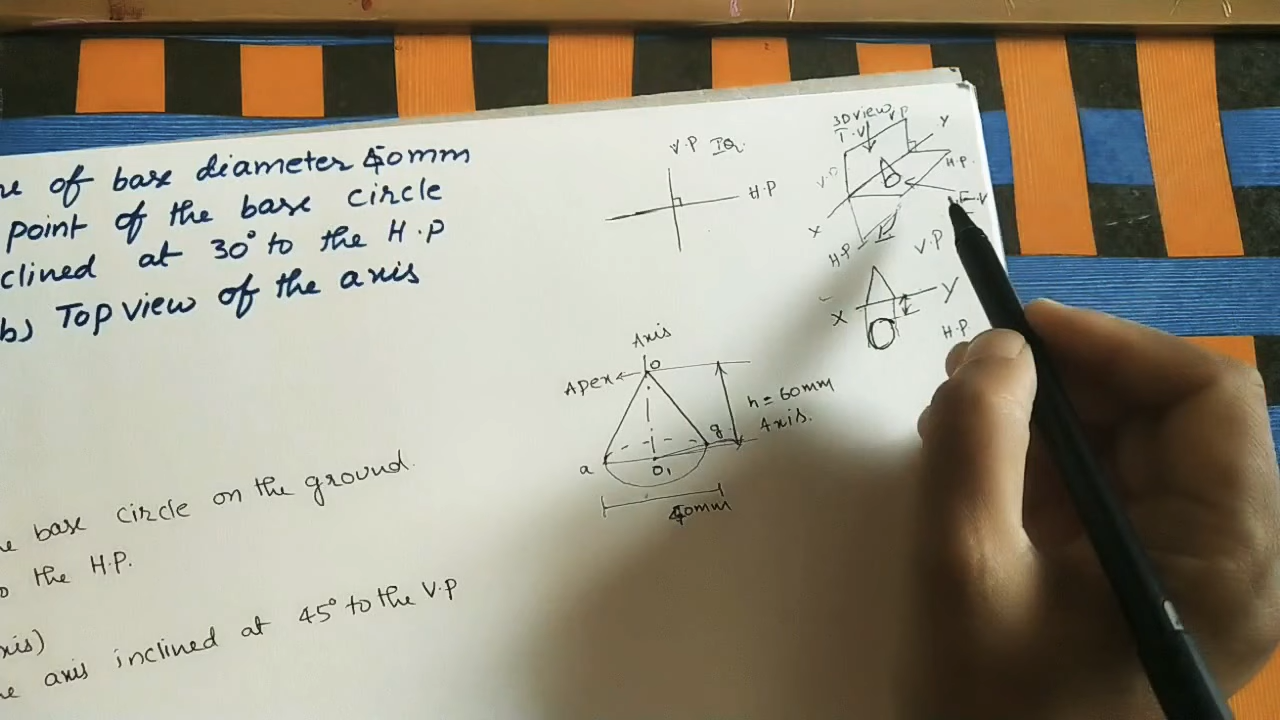 ne of base diameter 40mm
point of the base circle
clined at 30° to the H.P
b) Top view of the axis
e base circle on the ground.
o the H.P.
xis)
e axis inclined at 45° to the V.P
V.P IQ
H.P
3D view
T.V
V.P
Y
V.P
H.P.
F.V
X
H.P
V.P
X
Y
H.P.
Axis
Apex
O
h = 60mm
Axis.
g
a
O1